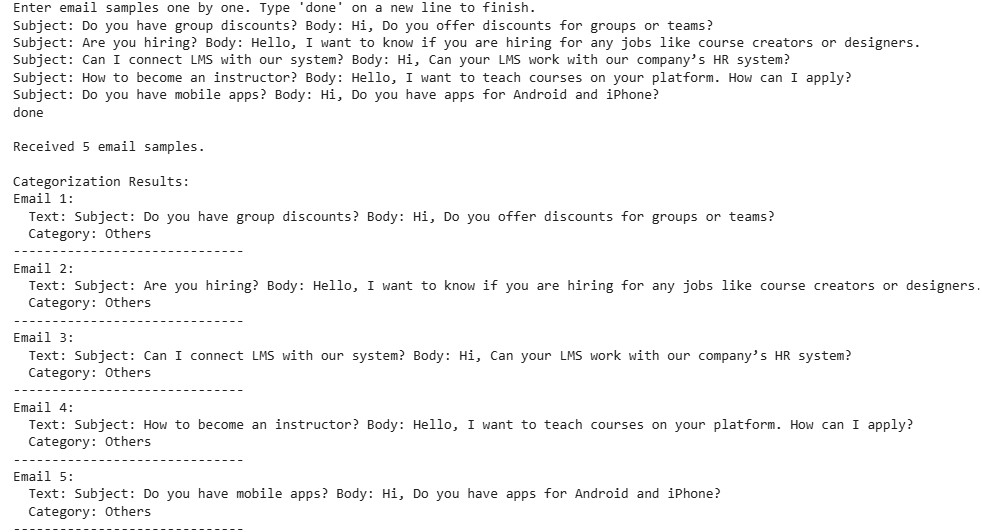 Enter email samples one by one. Type 'done' on a new line to finish.
Subject: Do you have group discounts? Body: Hi, Do you offer discounts for groups or teams?
Subject: Are you hiring? Body: Hello, I want to know if you are hiring for any jobs like course creators or designers.
Subject: Can I connect LMS with our system? Body: Hi, Can your LMS work with our company’s HR system?
Subject: How to become an instructor? Body: Hello, I want to teach courses on your platform. How can I apply?
Subject: Do you have mobile apps? Body: Hi, Do you have apps for Android and iPhone?
done
Received 5 email samples.
Categorization Results:
Email 1:
Text: Subject: Do you have group discounts? Body: Hi, Do you offer discounts for groups or teams?
Category: Others
------------------------------
Email 2:
Text: Subject: Are you hiring? Body: Hello, I want to know if you are hiring for any jobs like course creators or designers.
Category: Others
------------------------------
Email 3:
Text: Subject: Can I connect LMS with our system? Body: Hi, Can your LMS work with our company’s HR system?
Category: Others
------------------------------
Email 4:
Text: Subject: How to become an instructor? Body: Hello, I want to teach courses on your platform. How can I apply?
Category: Others
------------------------------
Email 5:
Text: Subject: Do you have mobile apps? Body: Hi, Do you have apps for Android and iPhone?
Category: Others
------------------------------